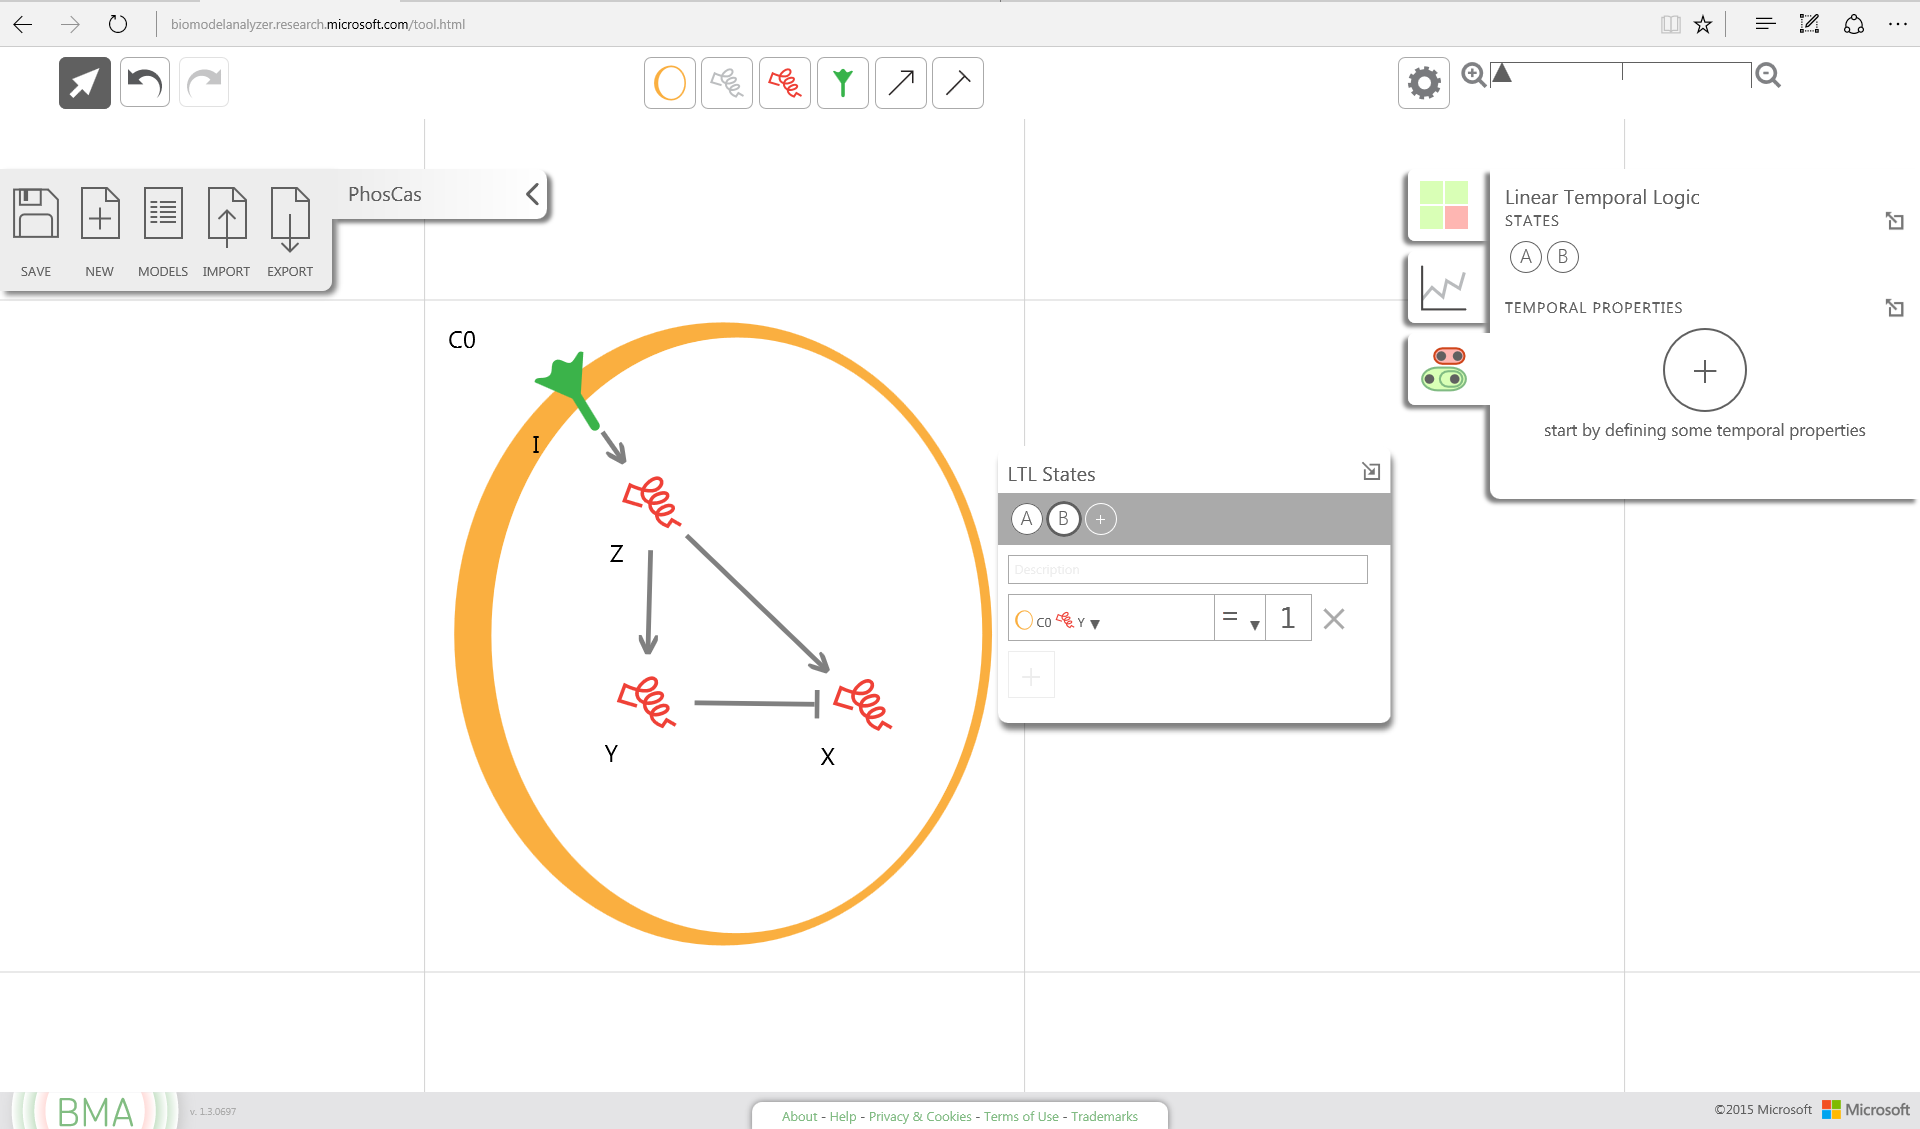 biomodelanalyzer.research.microsoft.com/tool.html
PhosCas
SAVE NEW MODELS IMPORT EXPORT
Linear Temporal Logic
STATES
A B
TEMPORAL PROPERTIES
start by defining some temporal properties
C0
I
Z
Y
X
LTL States
A B +
Description
C0 Y = 1
BMA
v. 1.3.0697
About - Help - Privacy & Cookies - Terms of Use - Trademarks
©2015 Microsoft Microsoft